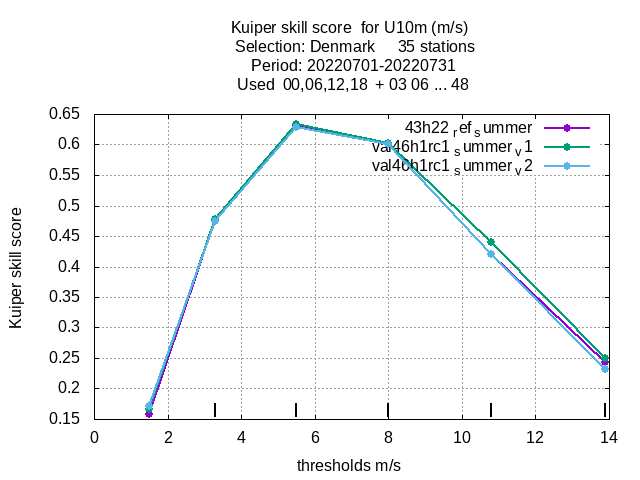 Kuiper skill score  for U10m (m/s)
Selection: Denmark     35 stations
Period: 20220701-20220731
Used  00,06,12,18  + 03 06 ... 48
43h22 ref summer
val46h1rc1 summer v1
val46h1rc1 summer v2
0.65
0.6
0.55
0.5
0.45
0.4
0.35
0.3
0.25
0.2
0.15
0 2 4 6 8 10 12 14
Kuiper skill score
thresholds m/s